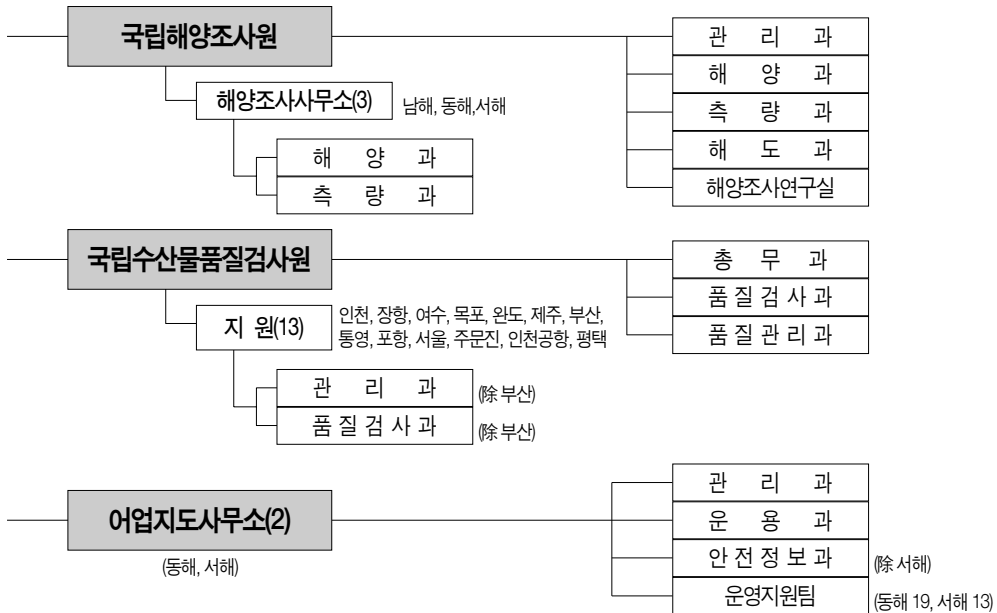 국립해양조사원
관 리 과
해 양 과
측 량 과
해 도 과
해양조사연구실
해양조사사무소(3)
남해, 동해,서해
해 양 과
측 량 과
국립수산물품질검사원
총 무 과
품 질 검 사 과
품 질 관 리 과
지 원(13)
인천, 장항, 여수, 목포, 완도, 제주, 부산,
통영, 포항, 서울, 주문진, 인천공항, 평택
관 리 과
(除 부산)
품 질 검 사 과
(除 부산)
어업지도사무소(2)
(동해, 서해)
관 리 과
운 용 과
안 전 정 보 과
(除 서해)
운영지원팀
(동해 19, 서해 13)